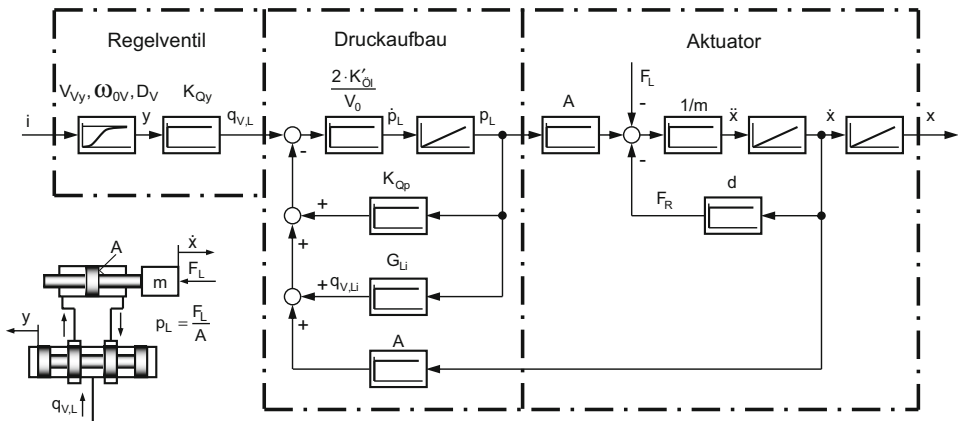 Regelventil
Druckaufbau
Aktuator
V_Vy, ω_0V, D_V
K_Qy
2·K′_Öl
V_0
F_L
A
1/m
i
y
q_V,L
ṗ_L
p_L
ẍ
ẋ
x
-
-
-
K_Qp
d
F_R
+
+
G_Li
+
q_V,Li
+
A
A
ẋ
F_L
m
y
p_L = F_L
A
q_V,L